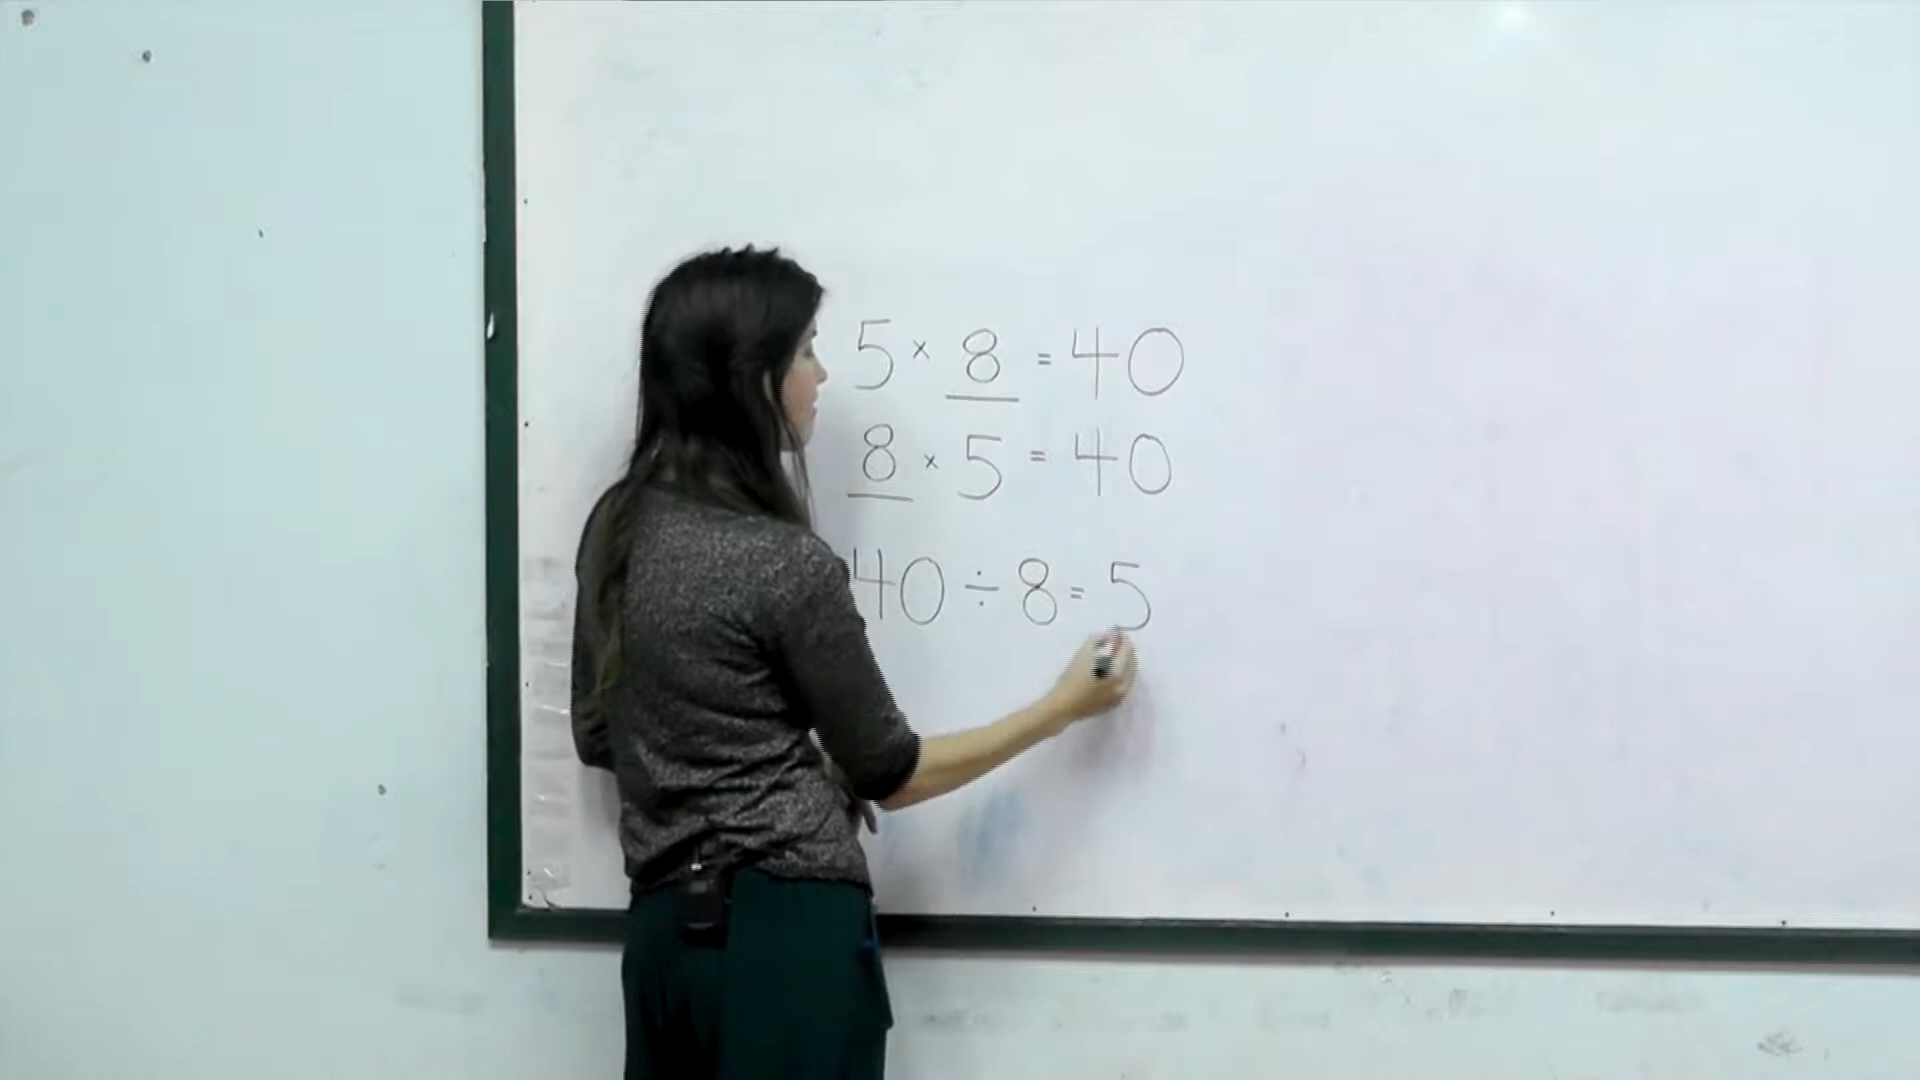 5 × 8 = 40
8 × 5 = 40
40 ÷ 8 = 5